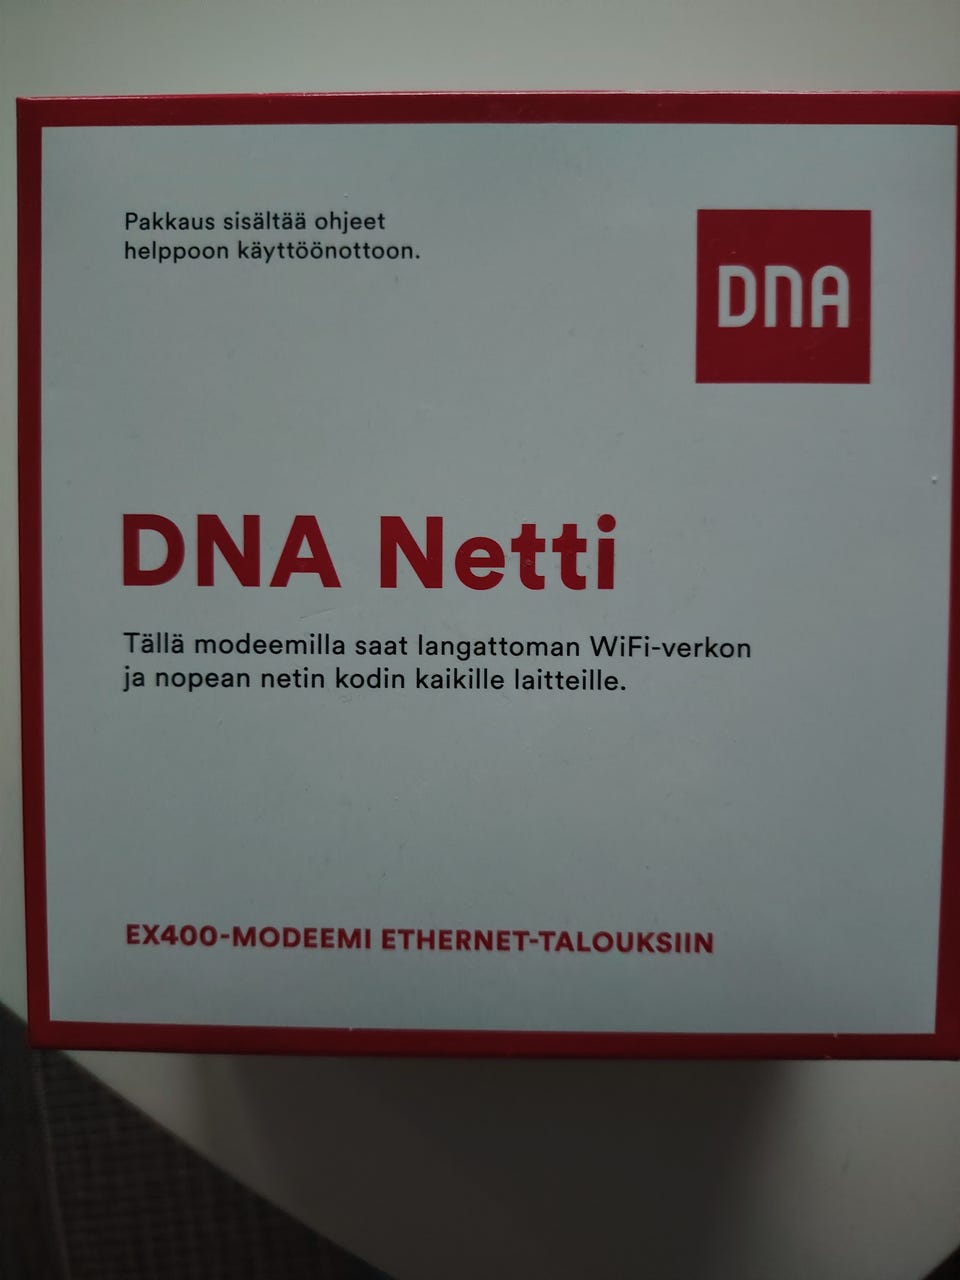 Pakkaus sisältää ohjeet
helppoon käyttöönottoon.
DNA
DNA Netti
Tällä modeemilla saat langattoman WiFi-verkon
ja nopean netin kodin kaikille laitteille.
EX400-MODEEMI ETHERNET-TALOUKSIIN